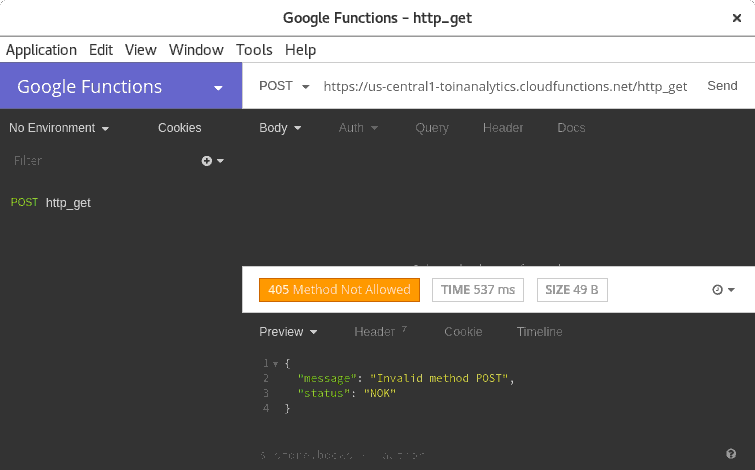 Google Functions - http_get
Application Edit View Window Tools Help
Google Functions
POST https://us-central1-toinanalytics.cloudfunctions.net/http_get Send
No Environment Cookies
Body Auth Query Header Docs
Filter
POST http_get
405 Method Not Allowed TIME 537 ms SIZE 49 B
Preview Header 7 Cookie Timeline
1 {
2 "message": "Invalid method POST",
3 "status": "NOK"
4 }